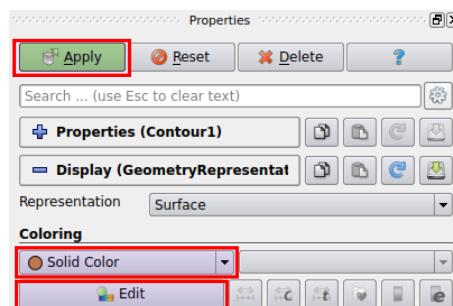 Properties
Apply Reset Delete ?
Search ... (use Esc to clear text)
Properties (Contour1)
Display (GeometryRepresentat
Representation Surface
Coloring
Solid Color
Edit